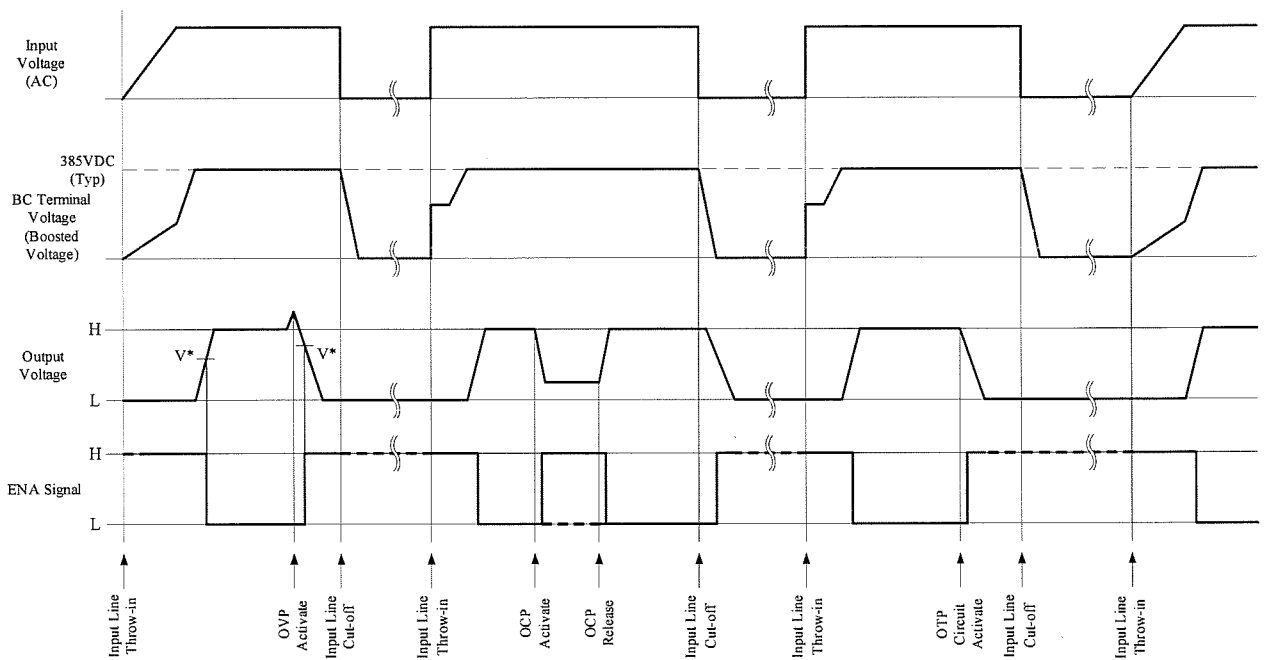 Input
Voltage
(AC)
385VDC
(Typ)
BC Terminal
Voltage
(Boosted
Voltage)
H
V*
V*
Output
Voltage
L
H
ENA Signal
L
Input Line
Throw-in
OVP
Activate
Input Line
Cut-off
Input Line
Throw-in
OCP
Activate
OCP
Release
Input Line
Cut-off
Input Line
Throw-in
OTP
Circuit
Activate
Input Line
Cut-off
Input Line
Throw-in